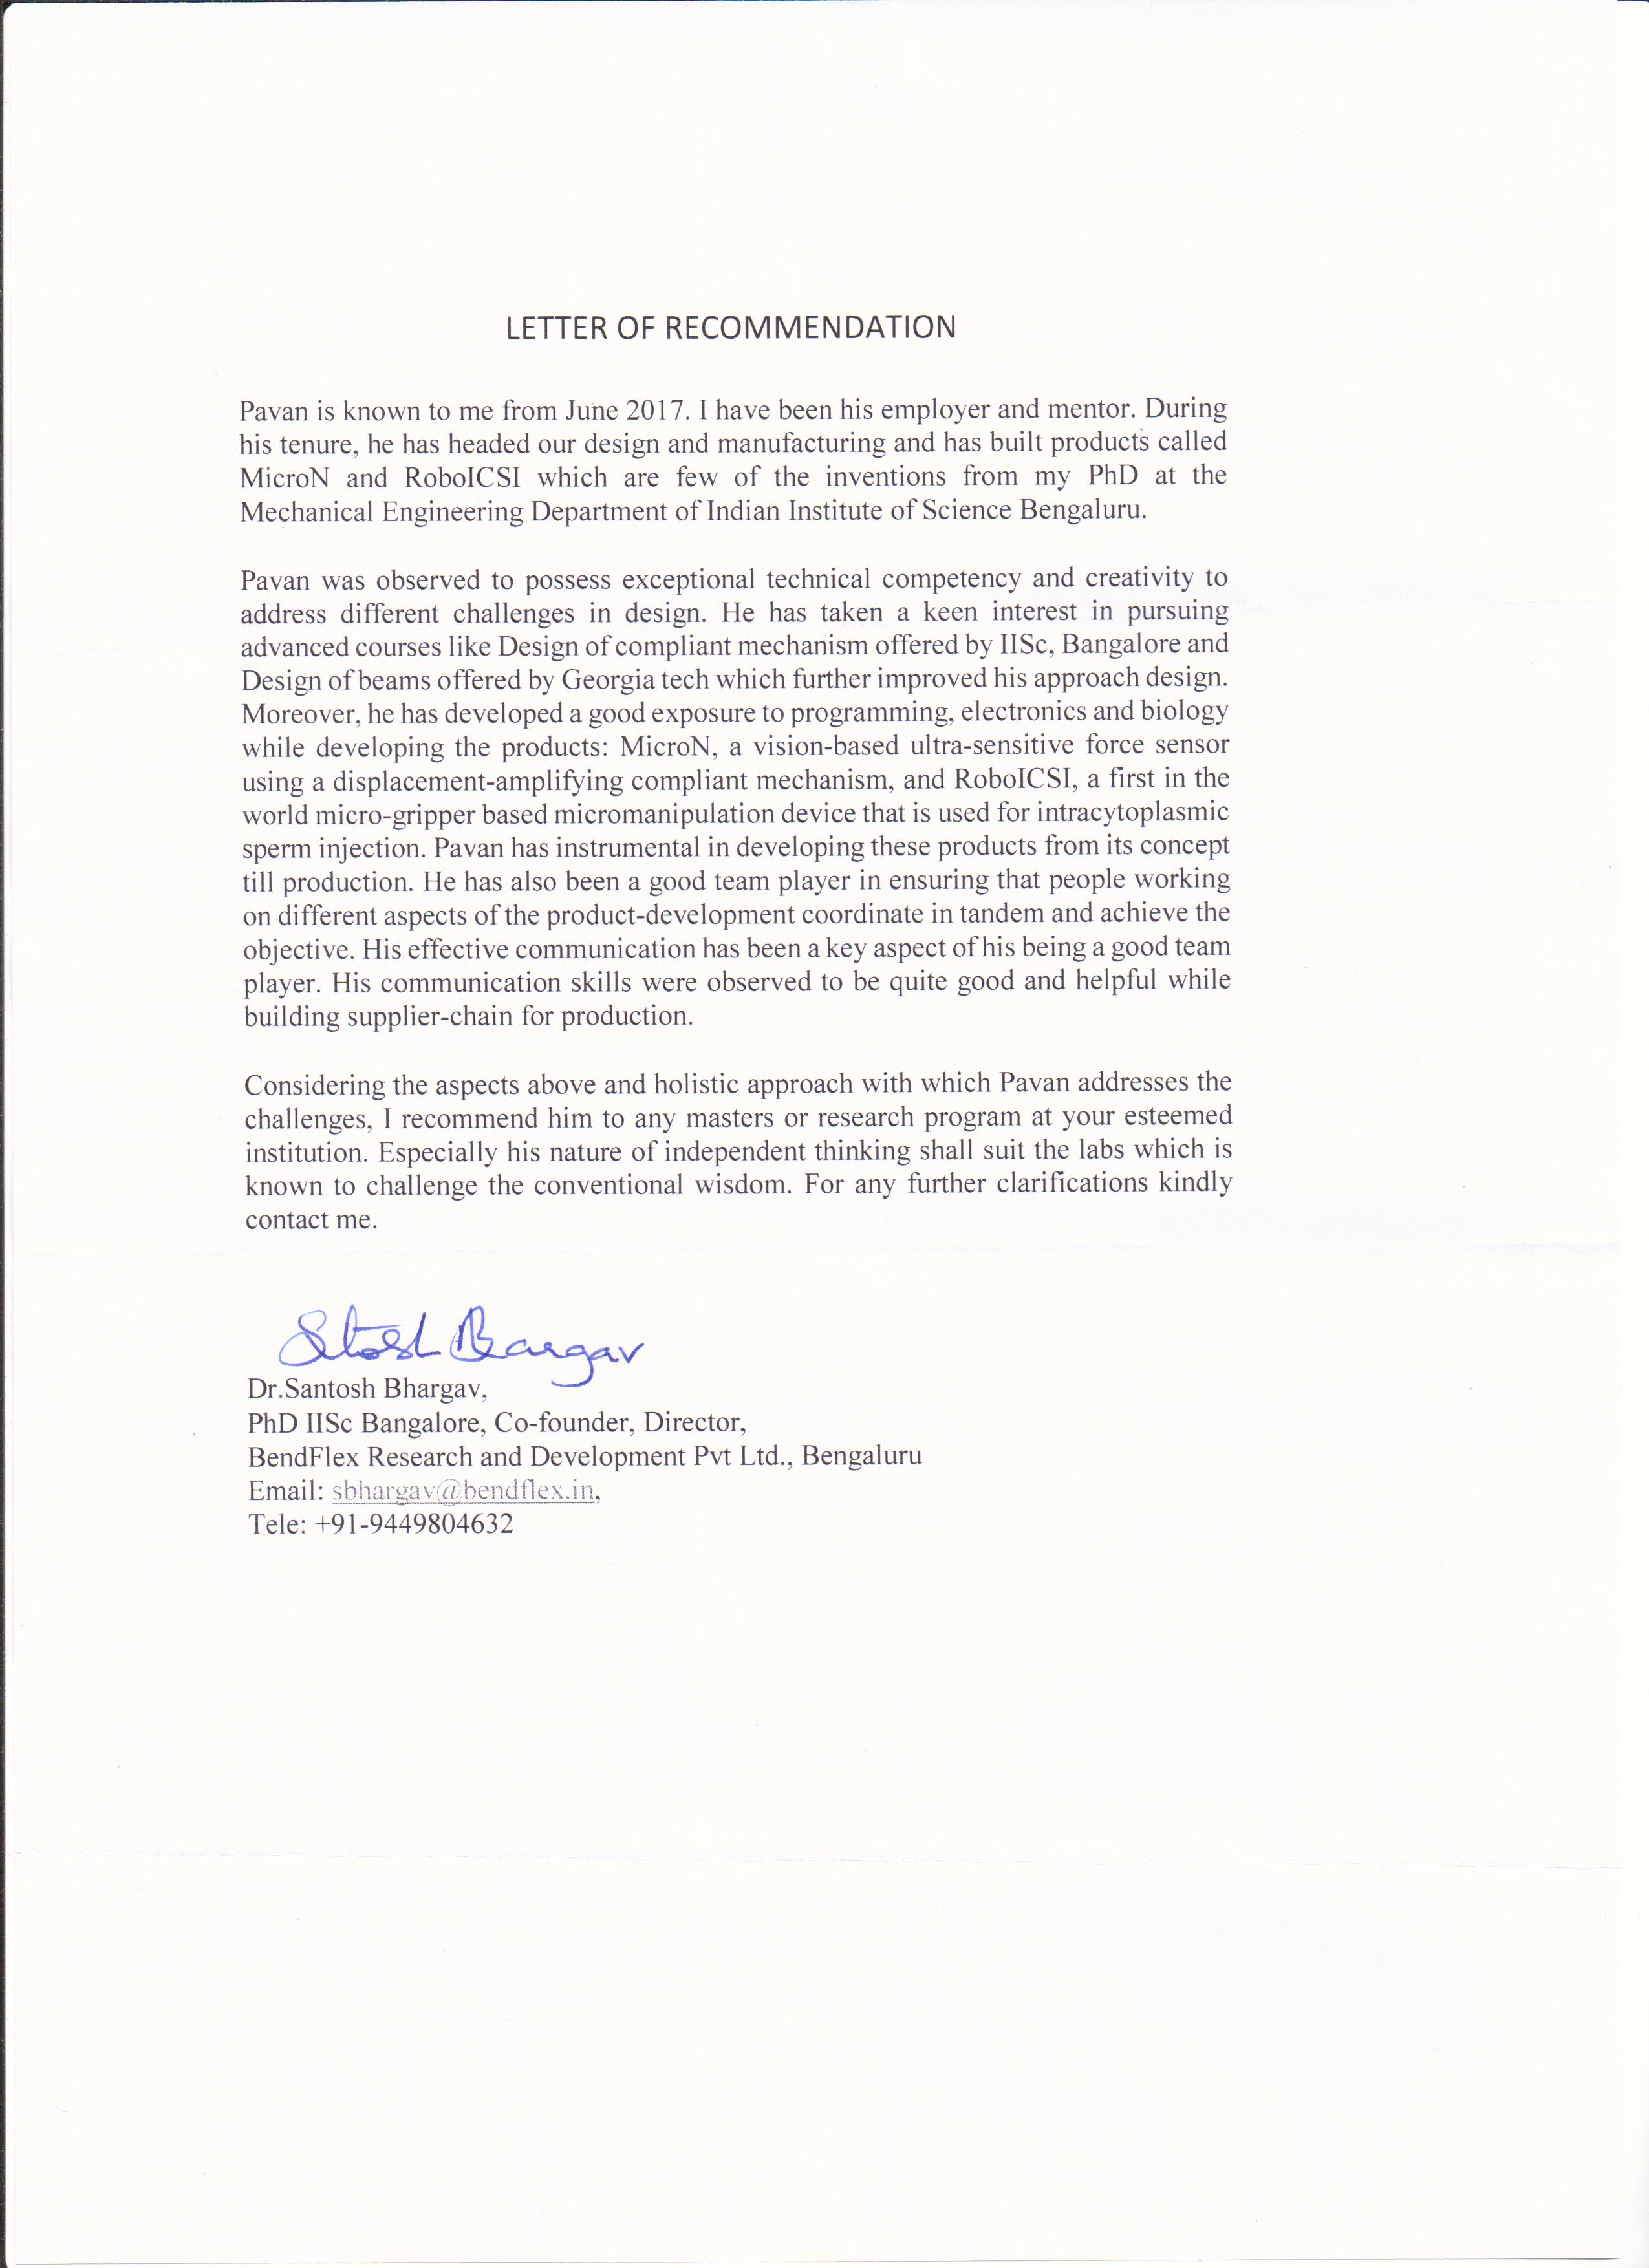 LETTER OF RECOMMENDATION
Pavan is known to me from June 2017. I have been his employer and mentor. During
his tenure, he has headed our design and manufacturing and has built products called
MicroN and RoboICSI which are few of the inventions from my PhD at the
Mechanical Engineering Department of Indian Institute of Science Bengaluru.
Pavan was observed to possess exceptional technical competency and creativity to
address different challenges in design. He has taken a keen interest in pursuing
advanced courses like Design of compliant mechanism offered by IISc, Bangalore and
Design of beams offered by Georgia tech which further improved his approach design.
Moreover, he has developed a good exposure to programming, electronics and biology
while developing the products: MicroN, a vision-based ultra-sensitive force sensor
using a displacement-amplifying compliant mechanism, and RoboICSI, a first in the
world micro-gripper based micromanipulation device that is used for intracytoplasmic
sperm injection. Pavan has instrumental in developing these products from its concept
till production. He has also been a good team player in ensuring that people working
on different aspects of the product-development coordinate in tandem and achieve the
objective. His effective communication has been a key aspect of his being a good team
player. His communication skills were observed to be quite good and helpful while
building supplier-chain for production.
Considering the aspects above and holistic approach with which Pavan addresses the
challenges, I recommend him to any masters or research program at your esteemed
institution. Especially his nature of independent thinking shall suit the labs which is
known to challenge the conventional wisdom. For any further clarifications kindly
contact me.
Dr.Santosh Bhargav,
PhD IISc Bangalore, Co-founder, Director,
BendFlex Research and Development Pvt Ltd., Bengaluru
Email: sbhargav@bendflex.in,
Tele: +91-9449804632